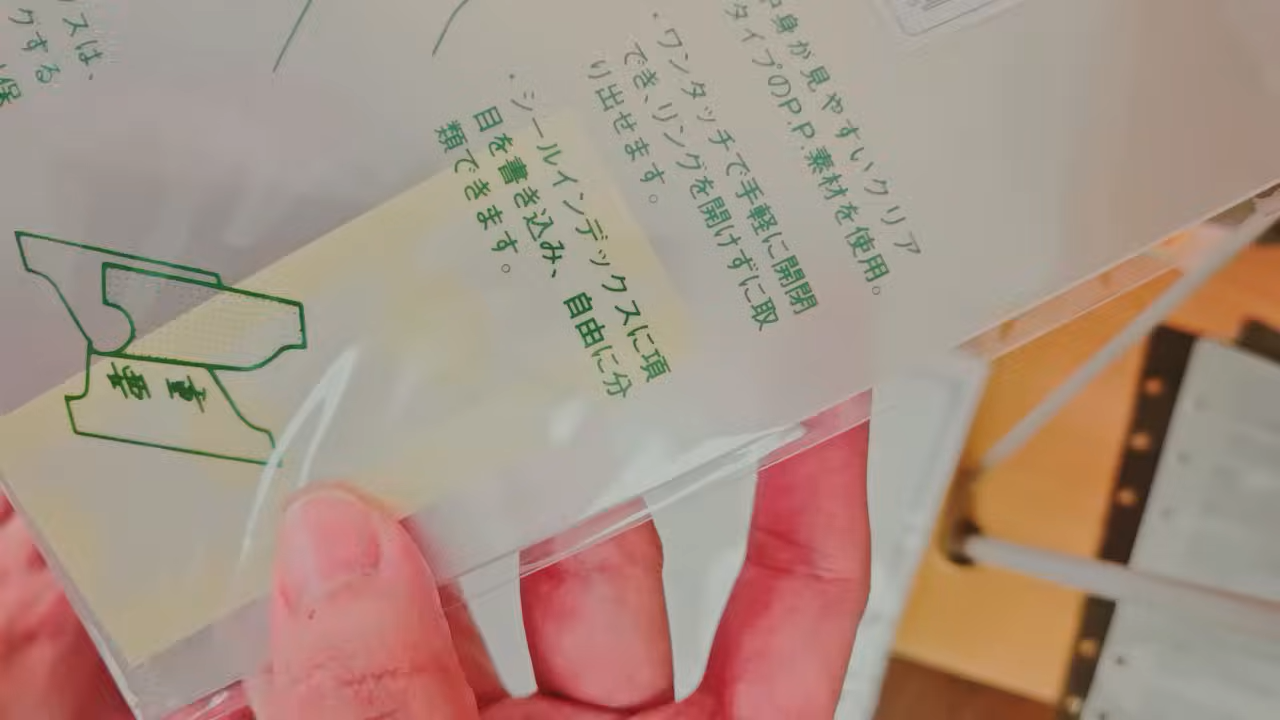 中身が見やすいクリア
タイプのP.P.素材を使用。
・ワンタッチで手軽に開閉
でき、リングを開けずに取
り出せます。
・シールインデックスに項
目を書き込み、自由に分
類できます。
スは、
クする
保
重要